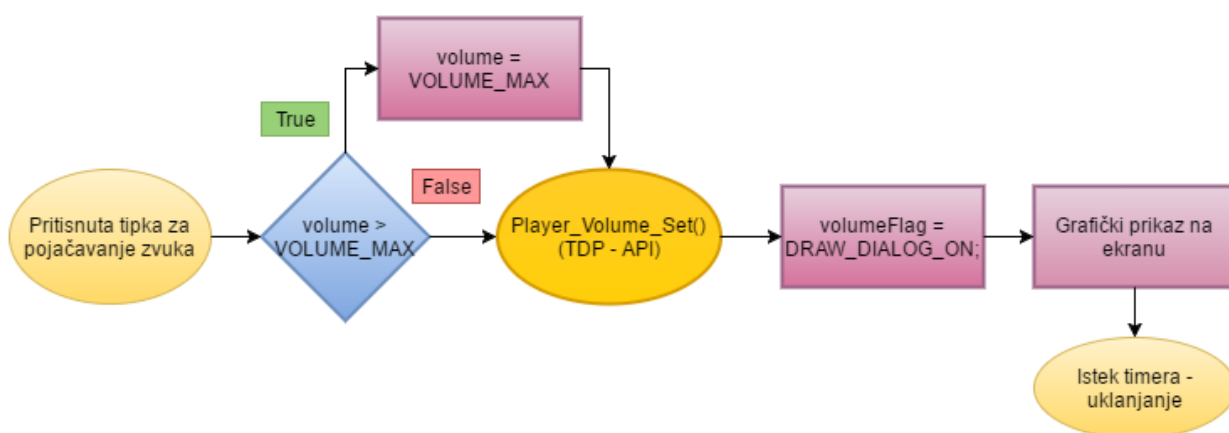 Pritisnuta tipka za
pojačavanje zvuka
volume >
VOLUME_MAX
True
volume =
VOLUME_MAX
False
Player_Volume_Set()
(TDP - API)
volumeFlag =
DRAW_DIALOG_ON;
Grafički prikaz na
ekranu
Istek timera -
uklanjanje